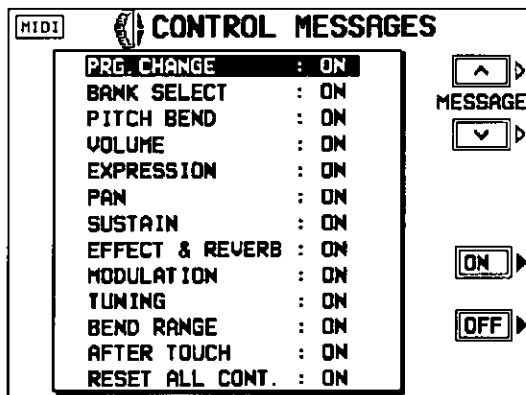 MIDI CONTROL MESSAGES
PRG.CHANGE : ON
BANK SELECT : ON
PITCH BEND : ON
VOLUME : ON
EXPRESSION : ON
PAN : ON
SUSTAIN : ON
EFFECT & REVERB : ON
MODULATION : ON
TUNING : ON
BEND RANGE : ON
AFTER TOUCH : ON
RESET ALL CONT. : ON
MESSAGE
ON
OFF